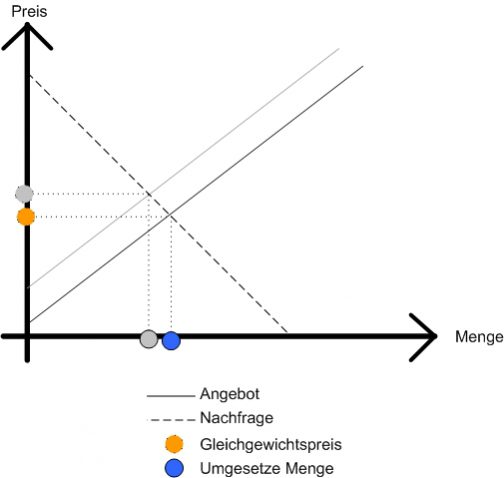 Preis
Menge
Angebot
Nachfrage
Gleichgewichtspreis
Umgesetze Menge